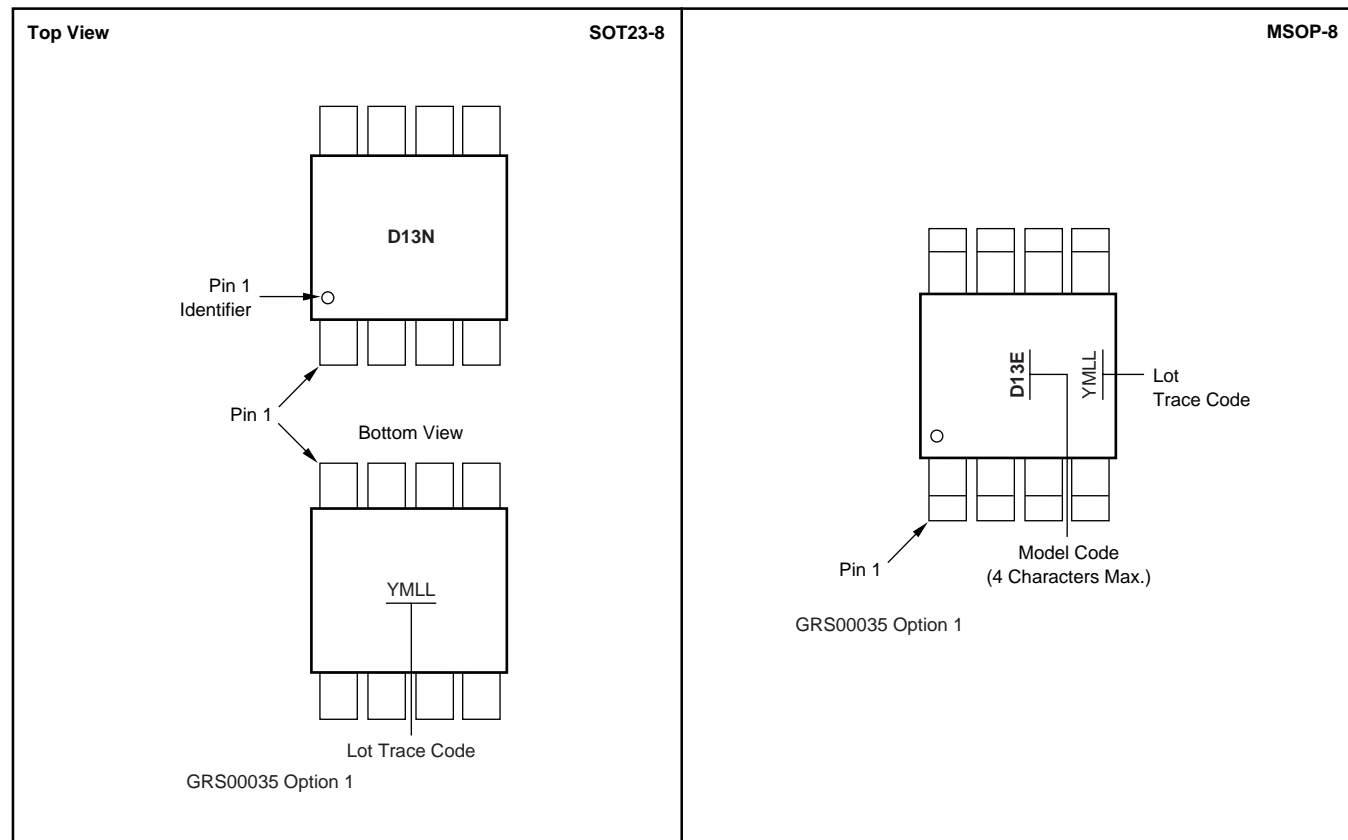 Top View
SOT23-8
D13N
Pin 1
Identifier
Pin 1
Bottom View
YMLL
Lot Trace Code
GRS00035 Option 1
MSOP-8
D13E
YMLL
Lot
Trace Code
Pin 1
Model Code
(4 Characters Max.)
GRS00035 Option 1